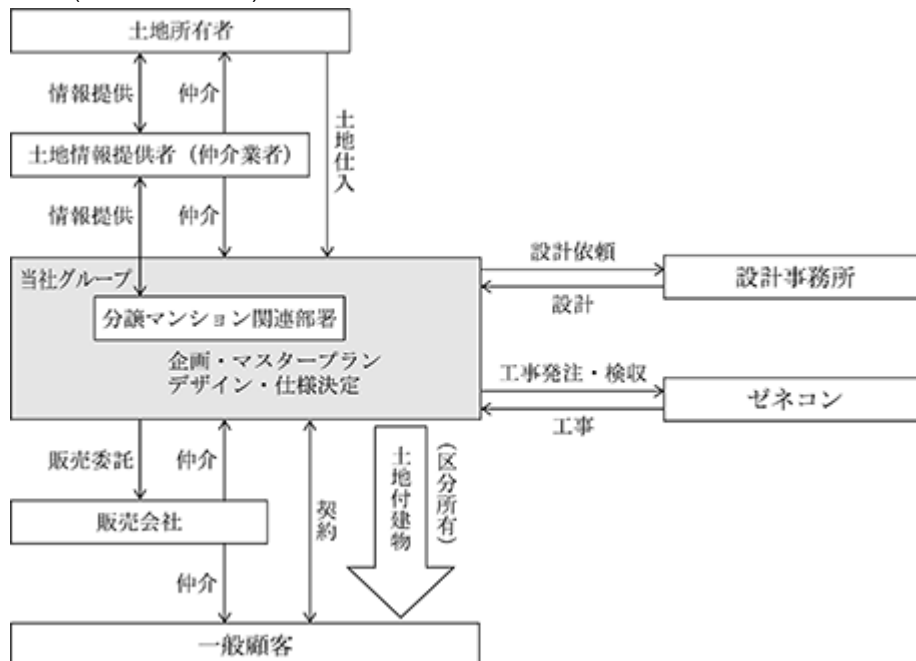 土地所有者
情報提供
仲介
土地仕入
土地情報提供者（仲介業者）
情報提供
仲介
当社グループ
分譲マンション関連部署
企画・マスタープラン
デザイン・仕様決定
設計依頼
設計
設計事務所
工事発注・検収
工事
ゼネコン
販売委託
仲介
契約
土地付建物
（区分所有）
販売会社
仲介
一般顧客